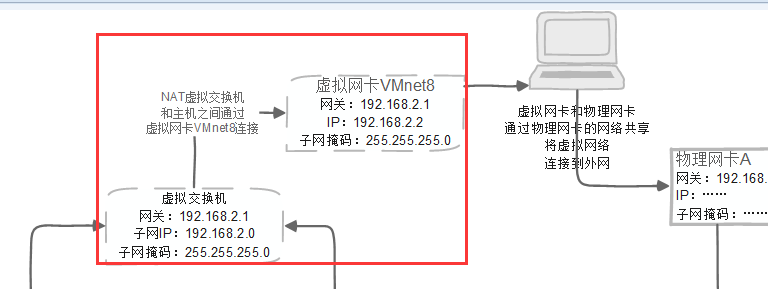 虚拟网卡VMnet8
网关：192.168.2.1
IP：192.168.2.2
子网掩码：255.255.255.0
NAT虚拟交换机
和主机之间通过
虚拟网卡VMnet8连接
虚拟网卡和物理网卡
通过物理网卡的网络共享
将虚拟网络
连接到外网
物理网卡A
网关：192.168.
IP：……
子网掩码：……
虚拟交换机
网关：192.168.2.1
子网IP：192.168.2.0
子网掩码：255.255.255.0